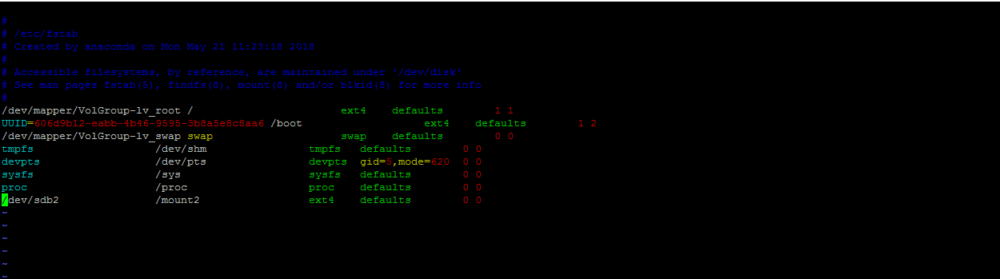 #
# /etc/fstab
# Created by anaconda on Mon May 21 11:23:18 2018
#
# Accessible filesystems, by reference, are maintained under '/dev/disk'
# See man pages fstab(5), findfs(8), mount(8) and/or blkid(8) for more info
#
/dev/mapper/VolGroup-lv_root / ext4 defaults 1 1
UUID=606d9b12-eabb-4b46-9595-3b8a5e8c8aa6 /boot ext4 defaults 1 2
/dev/mapper/VolGroup-lv_swap swap swap defaults 0 0
tmpfs /dev/shm tmpfs defaults 0 0
devpts /dev/pts devpts gid=5,mode=620 0 0
sysfs /sys sysfs defaults 0 0
proc /proc proc defaults 0 0
/dev/sdb2 /mount2 ext4 defaults 0 0
~
~
~
~
~
~